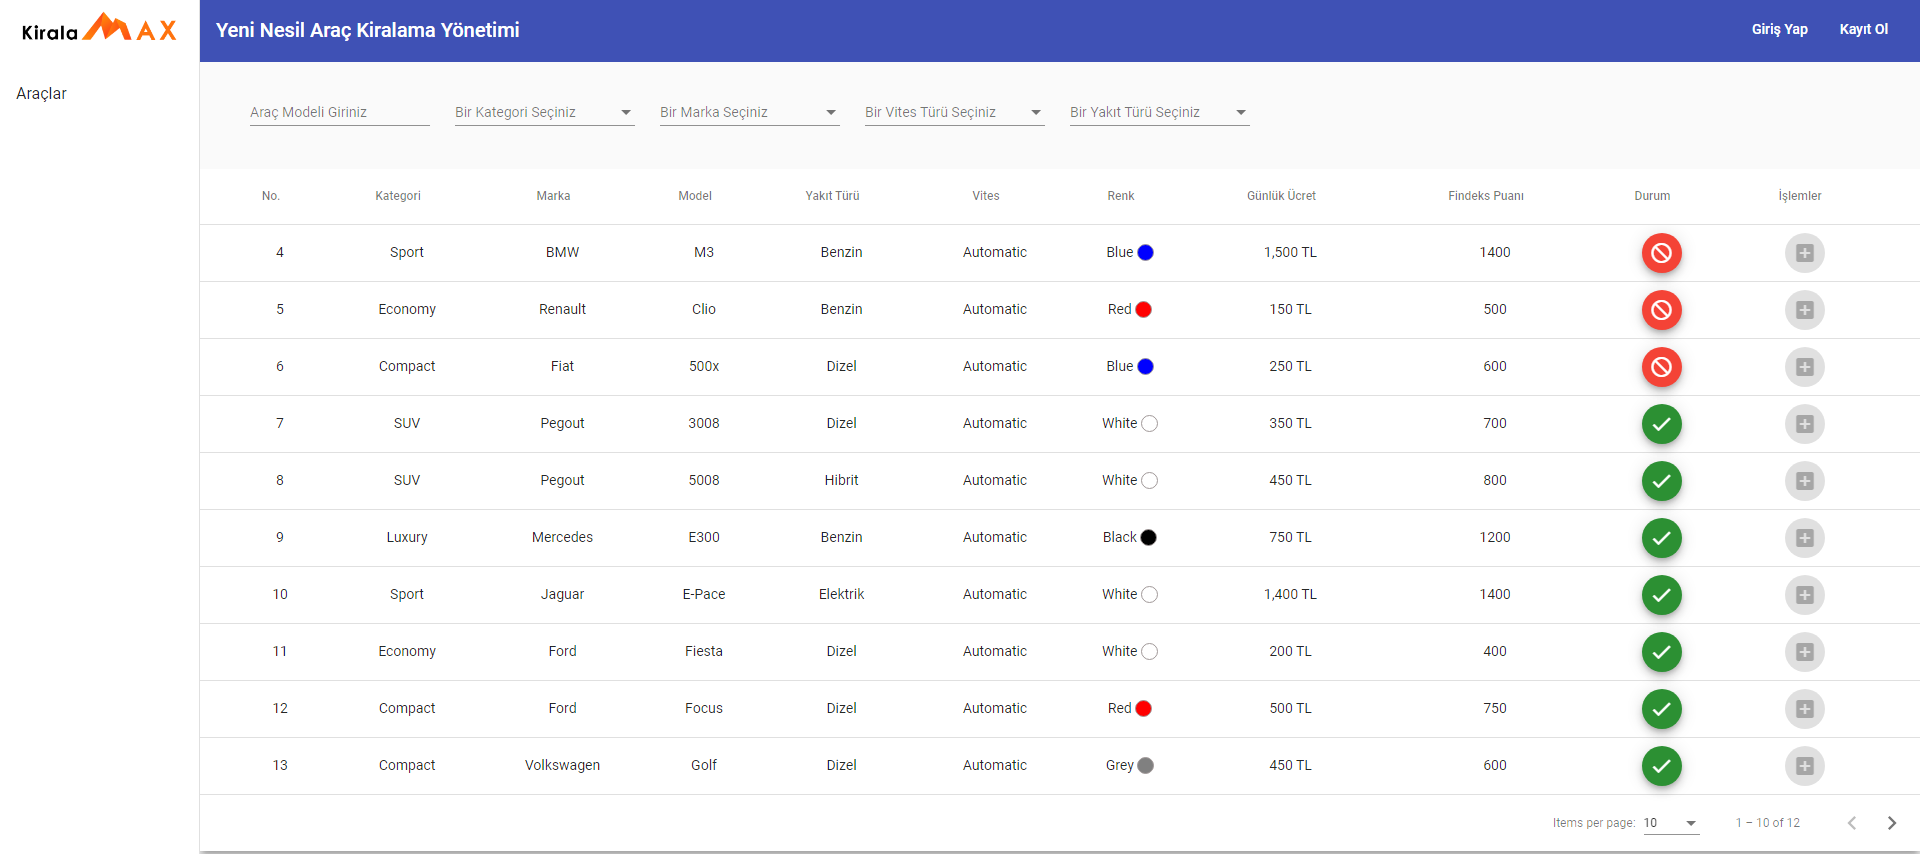 Kirala MAX
Yeni Nesil Araç Kiralama Yönetimi
Giriş Yap
Kayıt Ol
Araçlar
Araç Modeli Giriniz
Bir Kategori Seçiniz
Bir Marka Seçiniz
Bir Vites Türü Seçiniz
Bir Yakıt Türü Seçiniz
No. Kategori Marka Model Yakıt Türü Vites Renk Günlük Ücret Findeks Puanı Durum İşlemler
4 Sport BMW M3 Benzin Automatic Blue 1,500 TL 1400
5 Economy Renault Clio Benzin Automatic Red 150 TL 500
6 Compact Fiat 500x Dizel Automatic Blue 250 TL 600
7 SUV Pegout 3008 Dizel Automatic White 350 TL 700
8 SUV Pegout 5008 Hibrit Automatic White 450 TL 800
9 Luxury Mercedes E300 Benzin Automatic Black 750 TL 1200
10 Sport Jaguar E-Pace Elektrik Automatic White 1,400 TL 1400
11 Economy Ford Fiesta Dizel Automatic White 200 TL 400
12 Compact Ford Focus Dizel Automatic Red 500 TL 750
13 Compact Volkswagen Golf Dizel Automatic Grey 450 TL 600
Items per page: 10 1 – 10 of 12